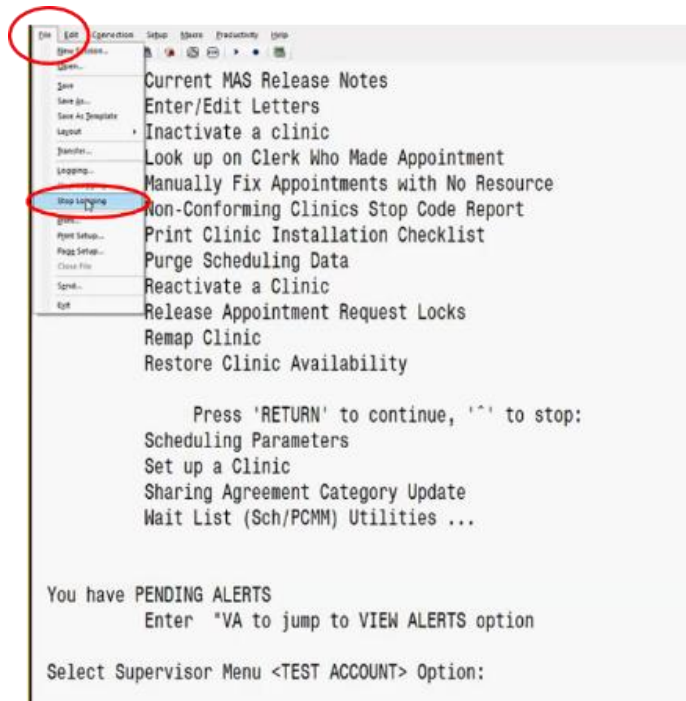 File Edit Connection Setup Macro Productivity Help
New Session...
Open...
Save
Save As...
Save As Template
Layout
Transfer...
Logging...
Stop Logging
Print...
Print Setup...
Page Setup...
Close File
Send...
Exit
Current MAS Release Notes
Enter/Edit Letters
Inactivate a clinic
Look up on Clerk Who Made Appointment
Manually Fix Appointments with No Resource
Non-Conforming Clinics Stop Code Report
Print Clinic Installation Checklist
Purge Scheduling Data
Reactivate a Clinic
Release Appointment Request Locks
Remap Clinic
Restore Clinic Availability
Press 'RETURN' to continue, '^' to stop:
Scheduling Parameters
Set up a Clinic
Sharing Agreement Category Update
Wait List (Sch/PCMM) Utilities ...
You have PENDING ALERTS
Enter "VA to jump to VIEW ALERTS option
Select Supervisor Menu <TEST ACCOUNT> Option: